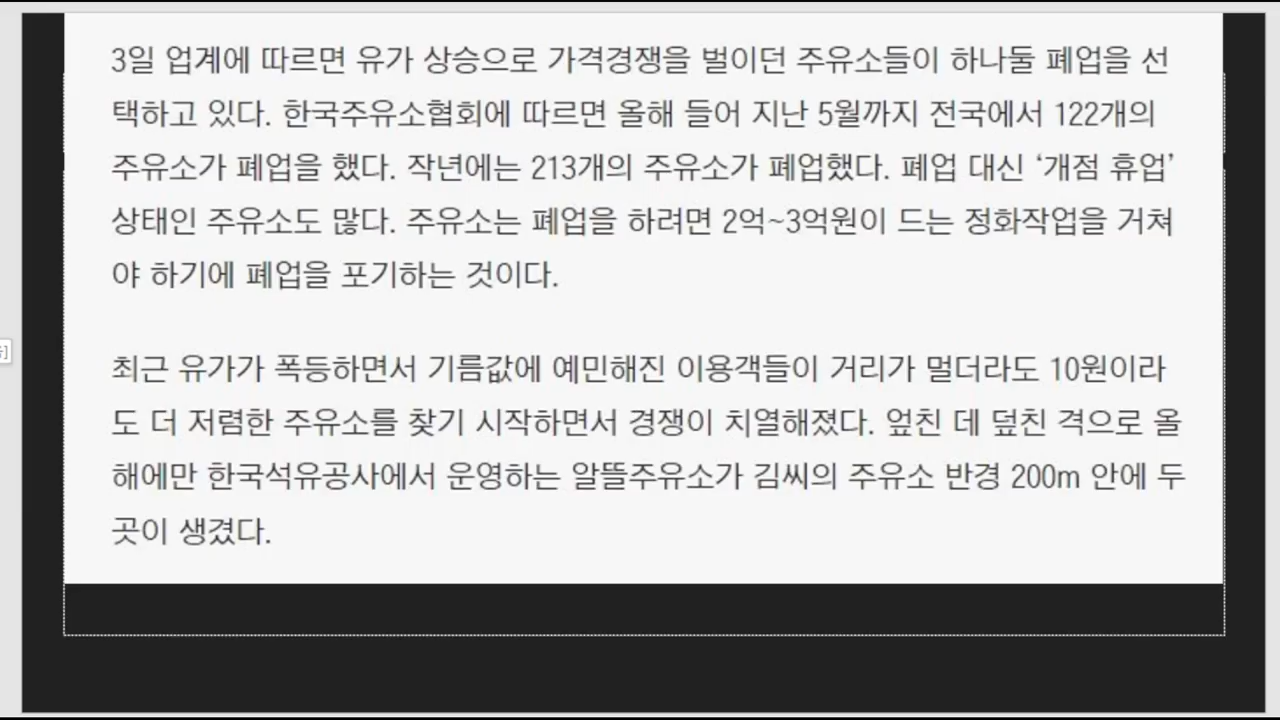 3일 업계에 따르면 유가 상승으로 가격경쟁을 벌이던 주유소들이 하나둘 폐업을 선
택하고 있다. 한국주유소협회에 따르면 올해 들어 지난 5월까지 전국에서 122개의
주유소가 폐업을 했다. 작년에는 213개의 주유소가 폐업했다. 폐업 대신 ‘개점 휴업’
상태인 주유소도 많다. 주유소는 폐업을 하려면 2억~3억원이 드는 정화작업을 거쳐
야 하기에 폐업을 포기하는 것이다.
최근 유가가 폭등하면서 기름값에 예민해진 이용객들이 거리가 멀더라도 10원이라
도 더 저렴한 주유소를 찾기 시작하면서 경쟁이 치열해졌다. 엎친 데 덮친 격으로 올
해에만 한국석유공사에서 운영하는 알뜰주유소가 김씨의 주유소 반경 200m 안에 두
곳이 생겼다.